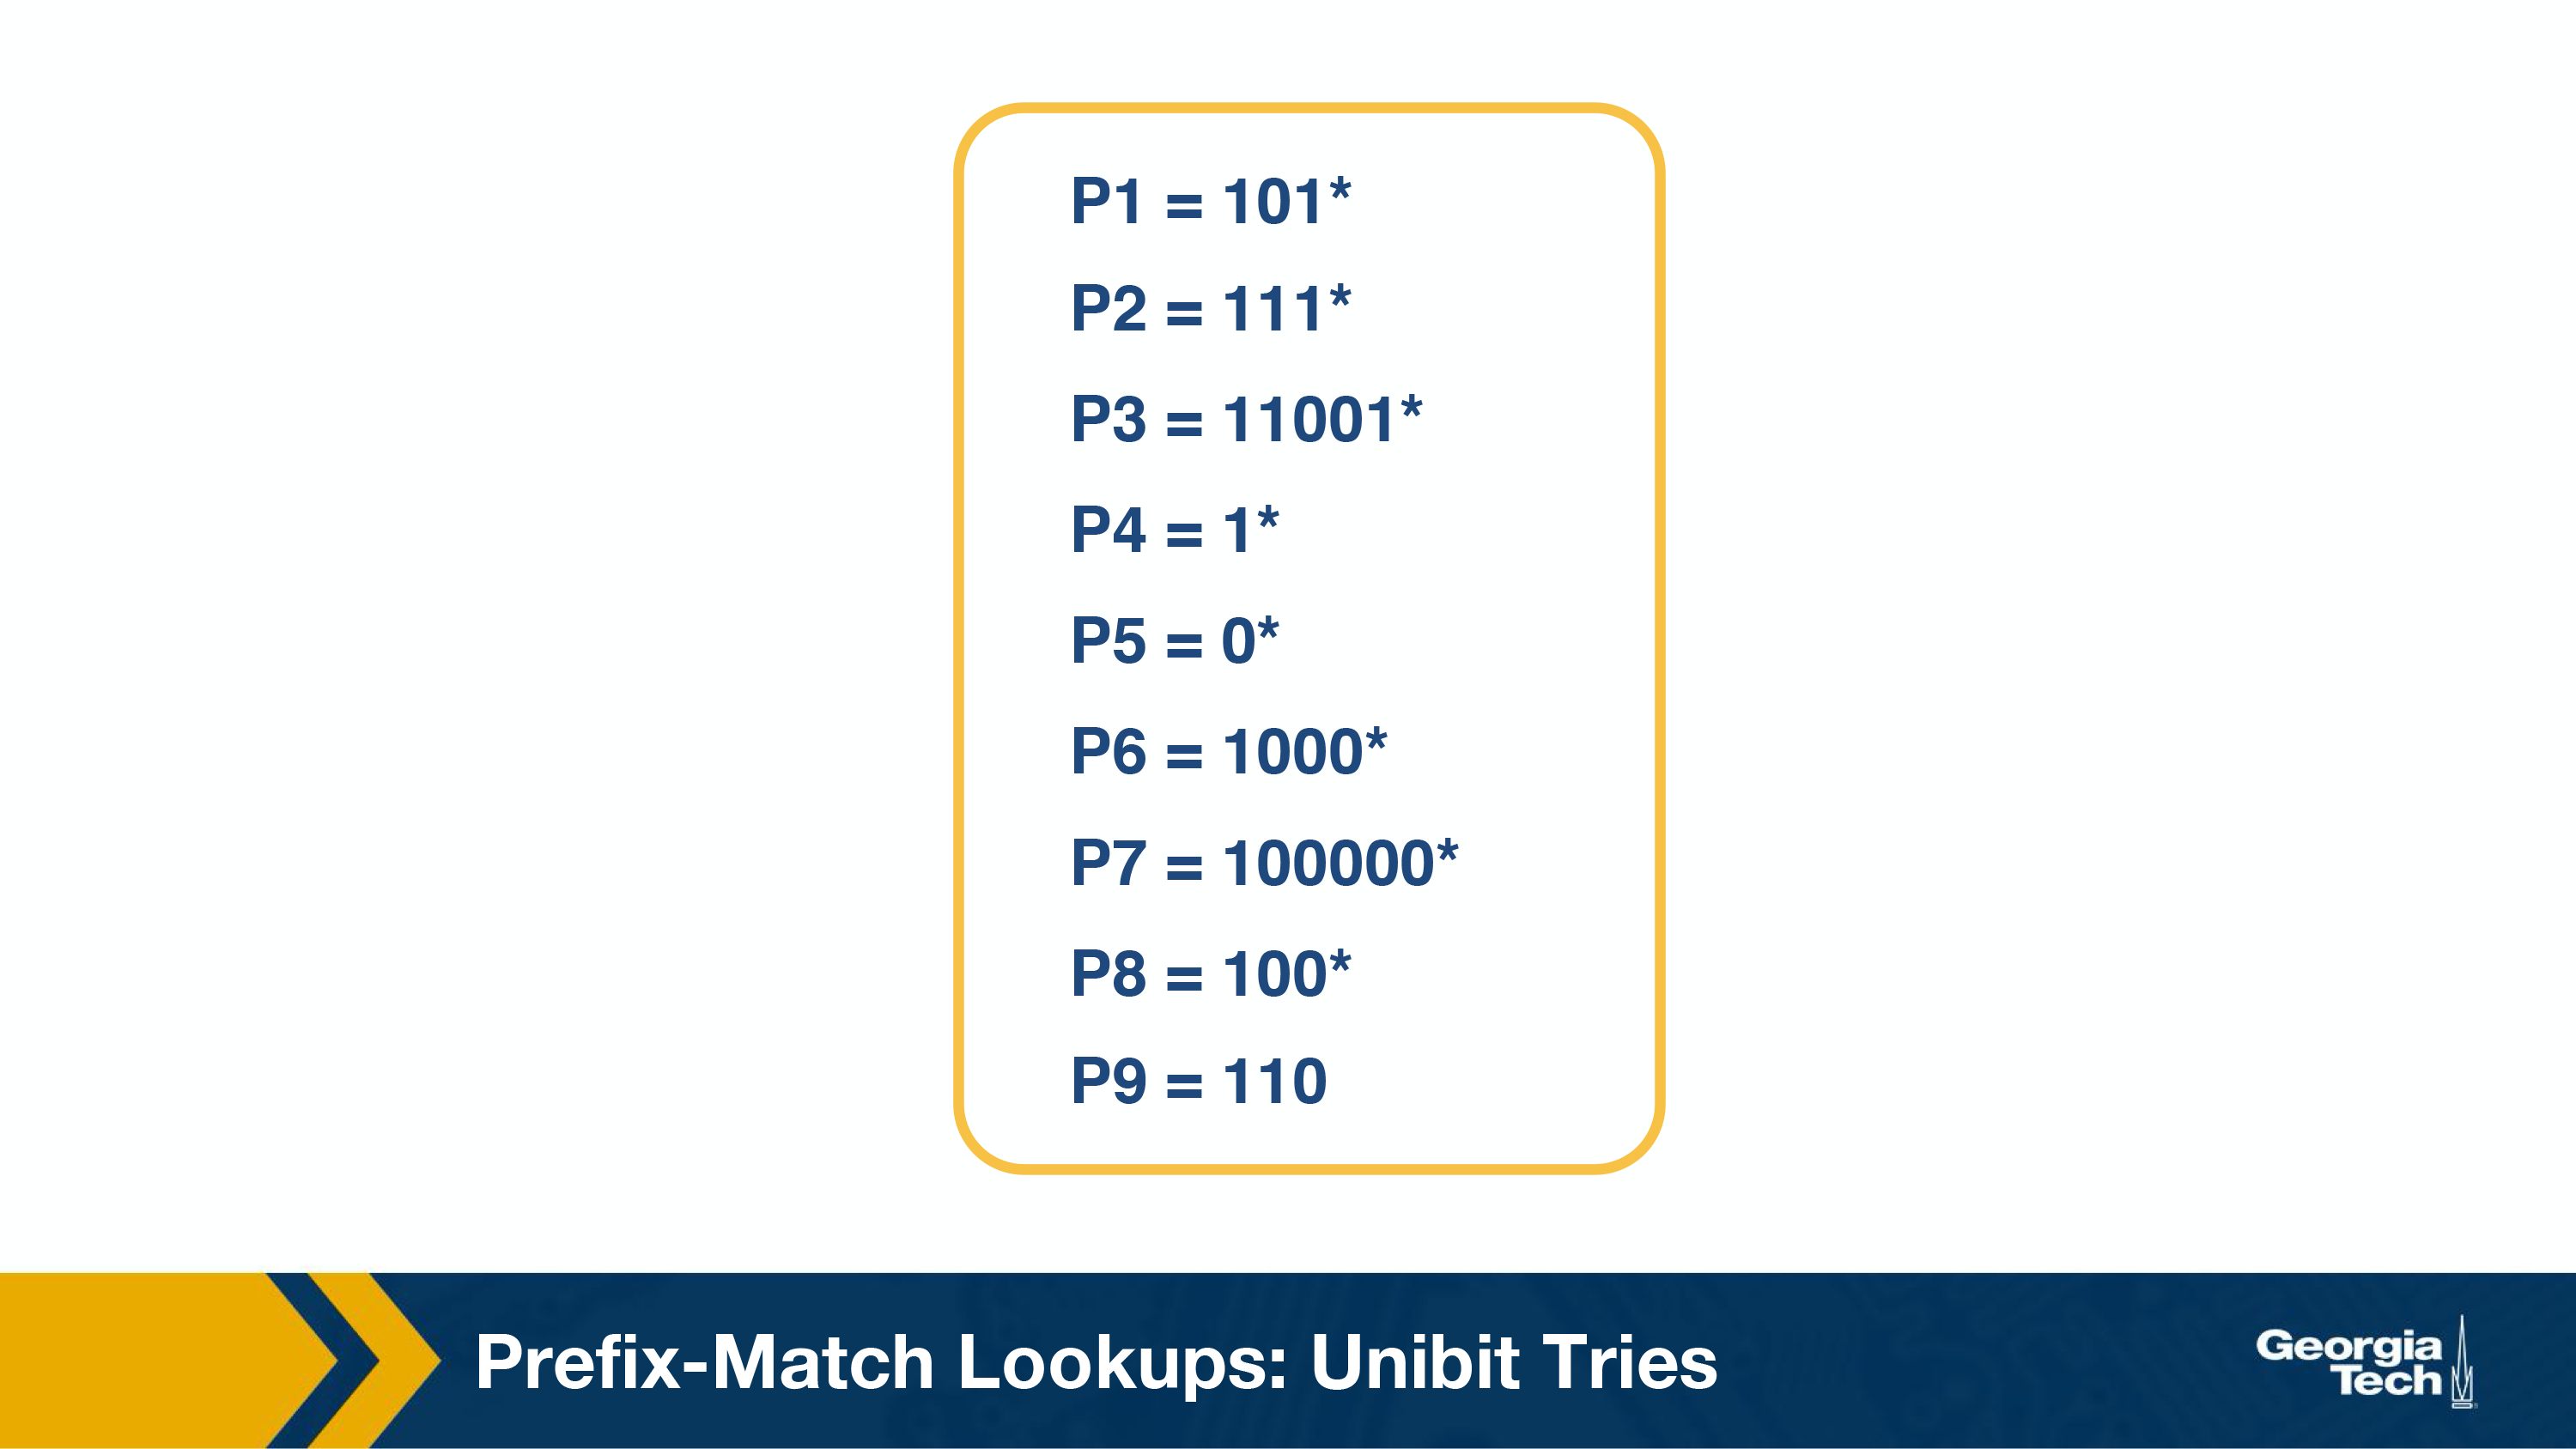 P1 = 101*
P2 = 111*
P3 = 11001*
P4 = 1*
P5 = 0*
P6 = 1000*
P7 = 100000*
P8 = 100*
P9 = 110
Prefix-Match Lookups: Unibit Tries
Georgia
Tech